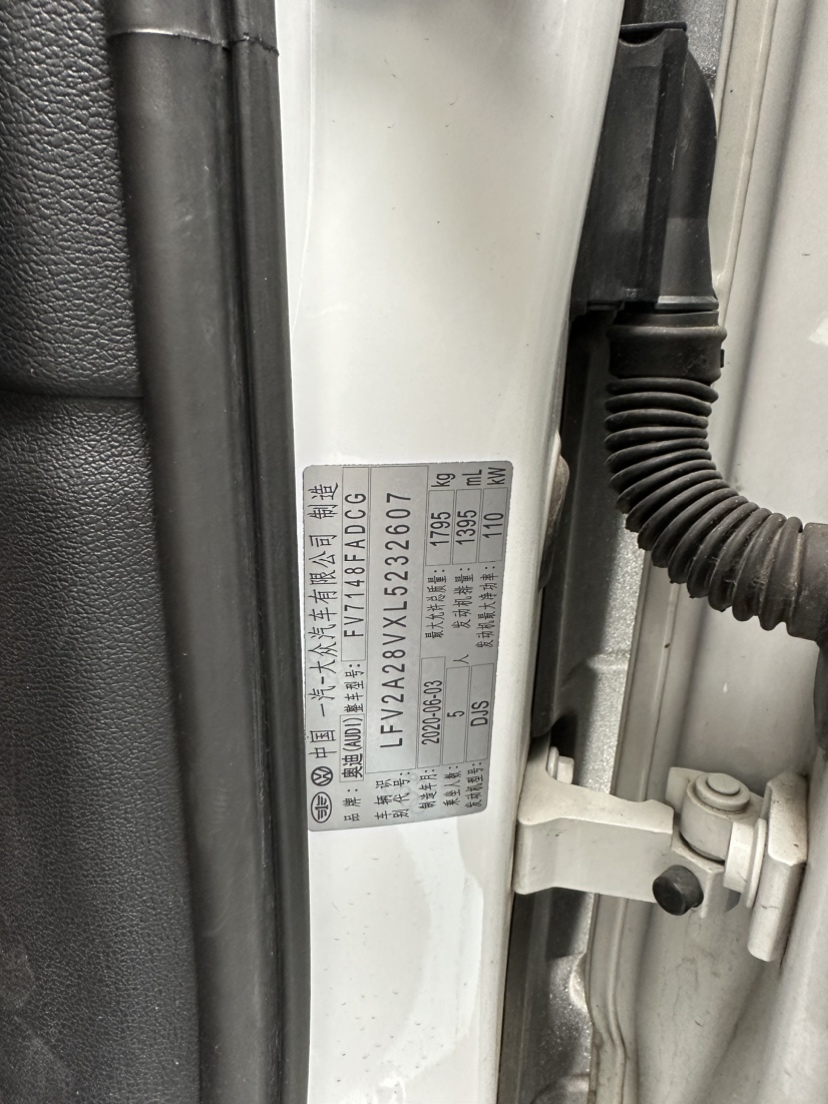 中国 一汽-大众汽车有限公司 制造
品牌: 奥迪(AUDI) 整车型号: FV7148FADCG
车辆识别代号: LFV2A28VXL5232607
制造年月: 2020-06-03 最大允许总质量: 1795 kg
乘坐人数: 5 人 发动机排量: 1395 mL
发动机型号: DJS 发动机最大净功率: 110 kW